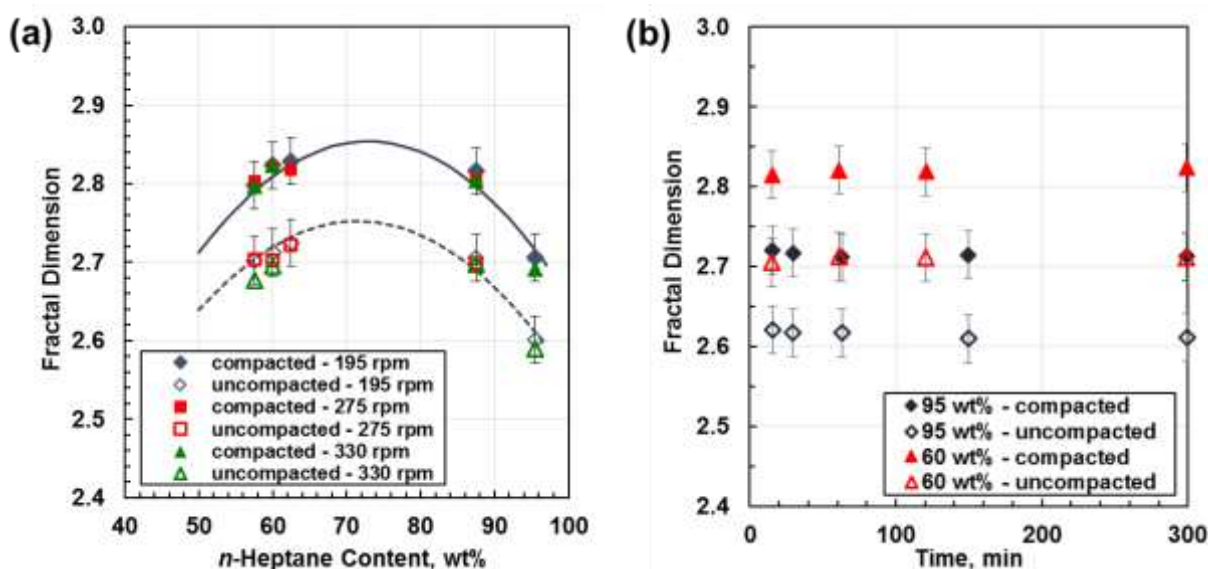 (a)
3.0
2.9
2.8
2.7
2.6
2.5
2.4
Fractal Dimension
compacted - 195 rpm
uncompacted - 195 rpm
compacted - 275 rpm
uncompacted - 275 rpm
compacted - 330 rpm
uncompacted - 330 rpm
40 50 60 70 80 90 100
n-Heptane Content, wt%
(b)
3.0
2.9
2.8
2.7
2.6
2.5
2.4
Fractal Dimension
95 wt% - compacted
95 wt% - uncompacted
60 wt% - compacted
60 wt% - uncompacted
0 100 200 300
Time, min